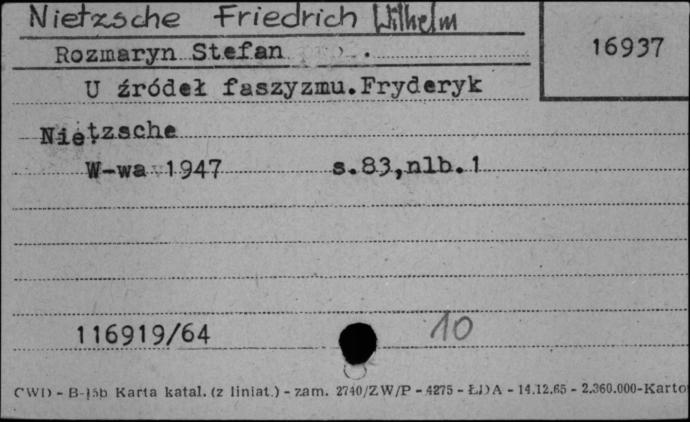 Nietzsche Friedrich Wilhelm
Rozmaryn Stefan
16937
U źródeł faszyzmu.Fryderyk
Nietzsche
W-wa 1947 s.83,nlb.1
116919/64 10
CWD - B-15b Karta katal. (z liniat.) - zam. 2740/ZW/P - 4275 - ŁDA - 14.12.65 - 2.360.000-Karto